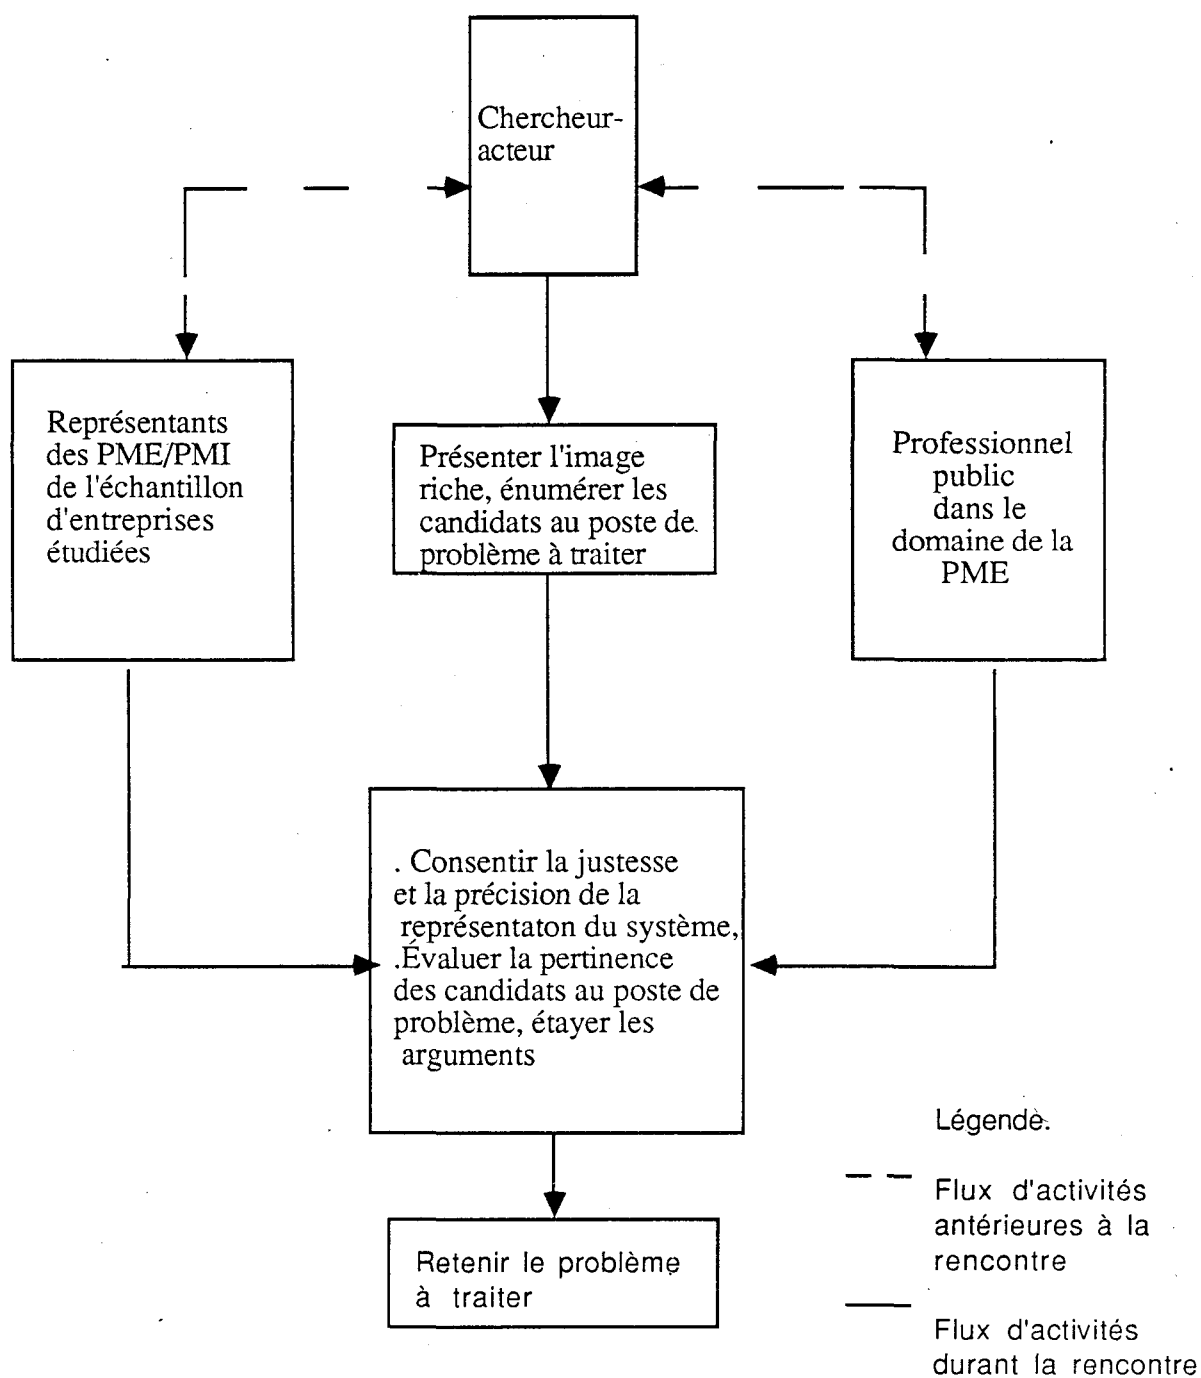 Chercheur-
acteur
Représentants
des PME/PMI
de l'échantillon
d'entreprises
étudiées
Présenter l'image
riche, énumérer les
candidats au poste de
problème à traiter
Professionnel
public
dans le
domaine de la
PME
. Consentir la justesse
et la précision de la
représentaton du système,
.Évaluer la pertinence
des candidats au poste de
problème, étayer les
arguments
Retenir le problème
à traiter
Légende.
Flux d'activités
antérieures à la
rencontre
Flux d'activités
durant la rencontre